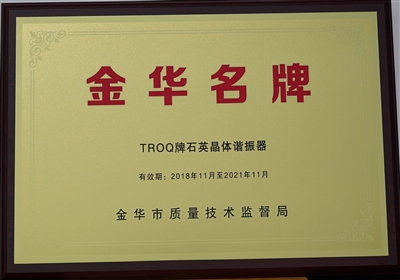 金华名牌
TROQ牌石英晶体谐振器
有效期：2018年11月至2021年11月
金华市质量技术监督局